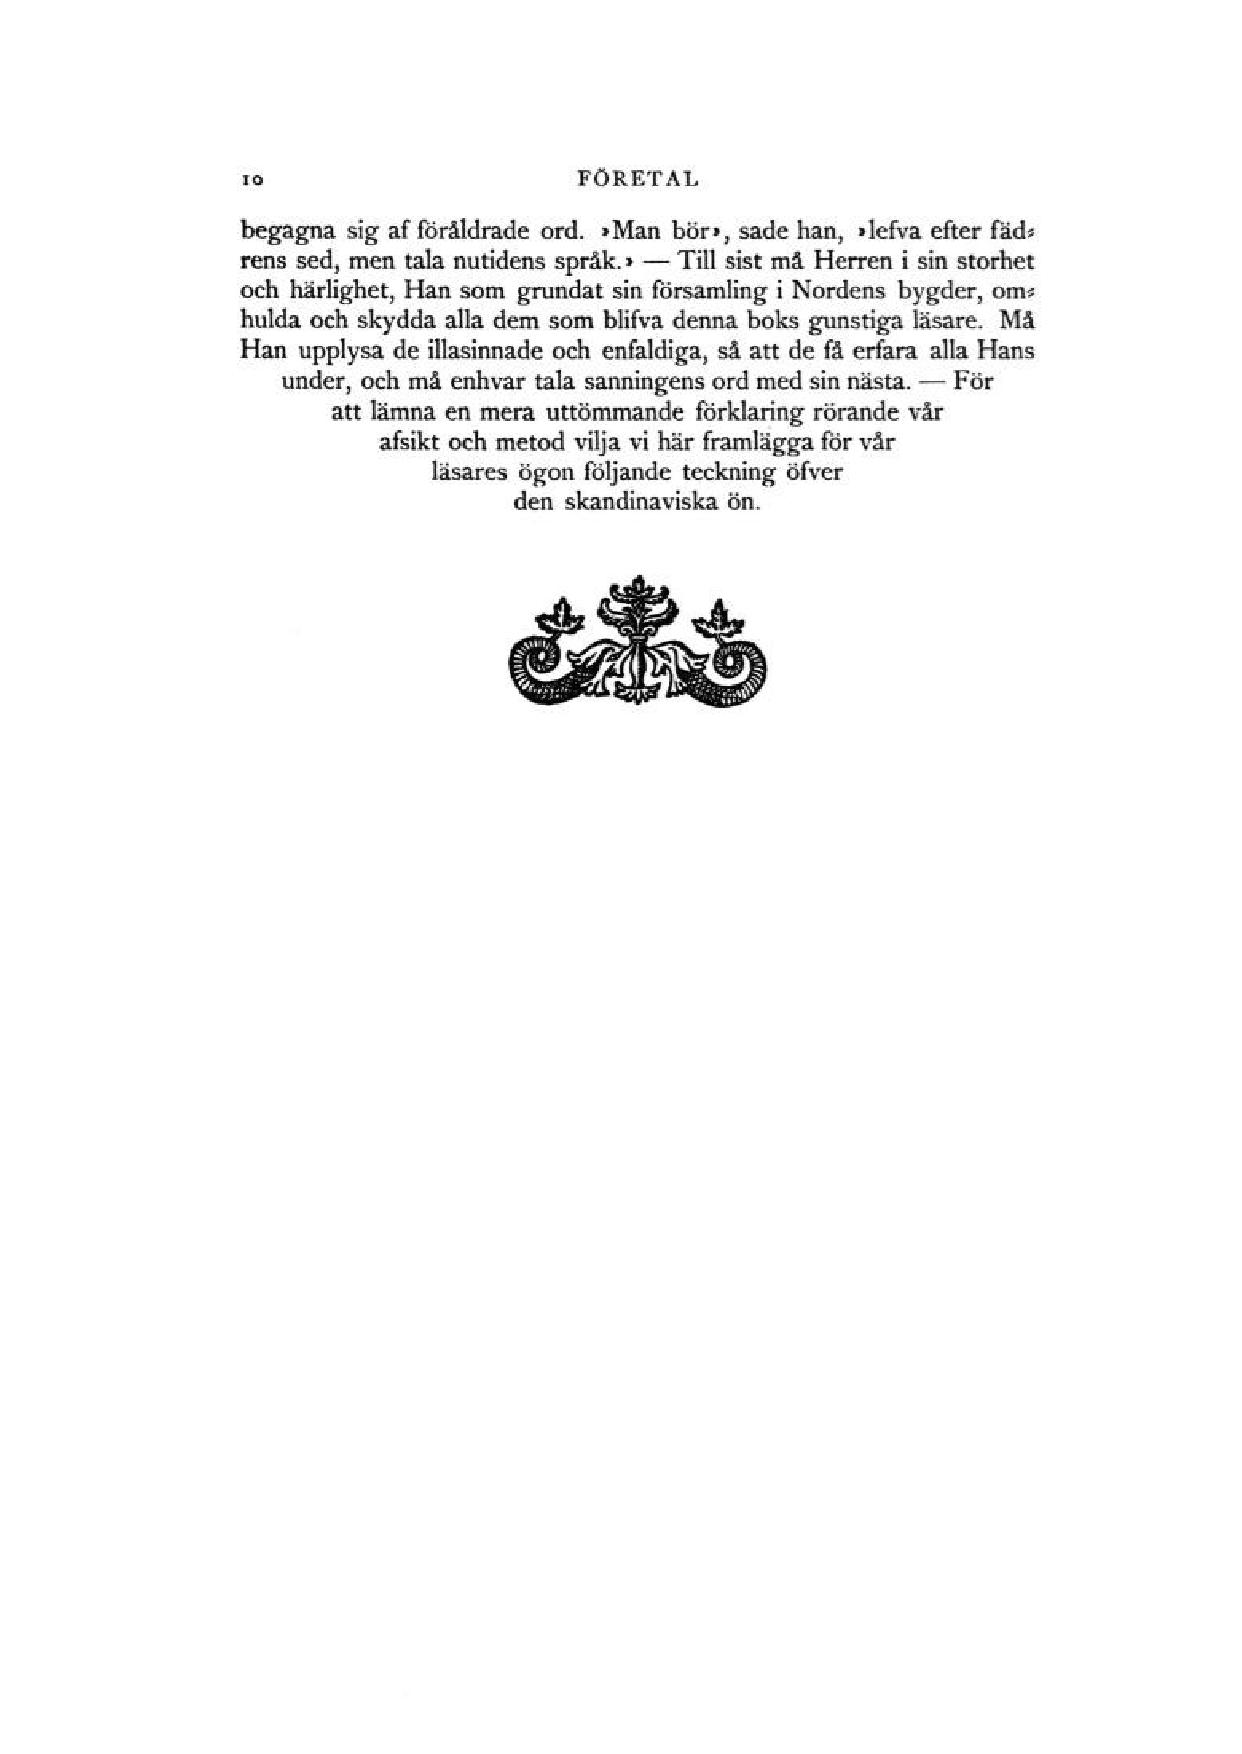 10 FÖRETAL
begagna sig af föråldrade ord. »Man bör», sade han, »lefva efter fäd-
rens sed, men tala nutidens språk.» — Till sist må Herren i sin storhet
och härlighet, Han som grundat sin församling i Nordens bygder, om-
hulda och skydda alla dem som blifva denna boks gunstiga läsare. Må
Han upplysa de illasinnade och enfaldiga, så att de få erfara alla Hans
under, och må enhvar tala sanningens ord med sin nästa. — För
att lämna en mera uttömmande förklaring rörande vår
afsikt och metod vilja vi här framlägga för vår
läsares ögon följande teckning öfver
den skandinaviska ön.